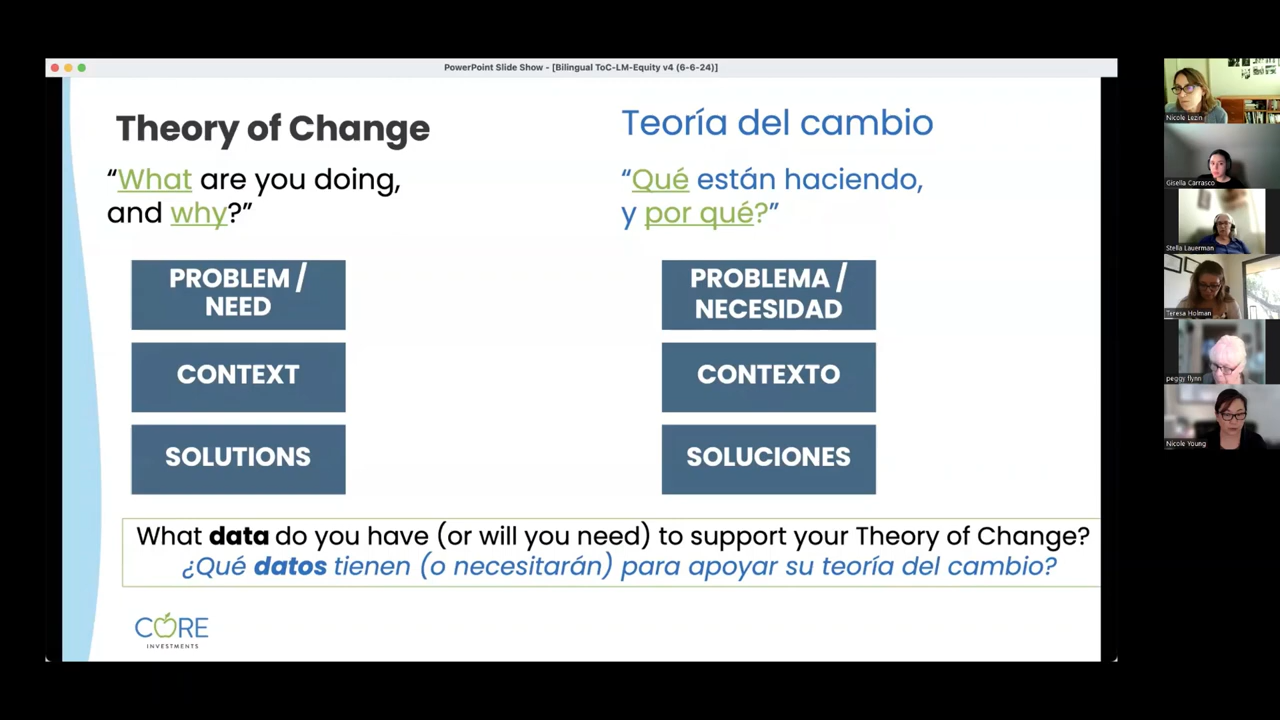 PowerPoint Slide Show - [Bilingual ToC-LM-Equity v4 (6-6-24)]
Theory of Change
“What are you doing,
and why?”
PROBLEM /
NEED
CONTEXT
SOLUTIONS
Teoría del cambio
“Qué están haciendo,
y por qué?”
PROBLEMA /
NECESIDAD
CONTEXTO
SOLUCIONES
What data do you have (or will you need) to support your Theory of Change?
¿Qué datos tienen (o necesitarán) para apoyar su teoría del cambio?
CORE
INVESTMENTS
Nicole Lezin
Gisella Carrasco
Stella Lauerman
Teresa Holman
peggy flynn
Nicole Young